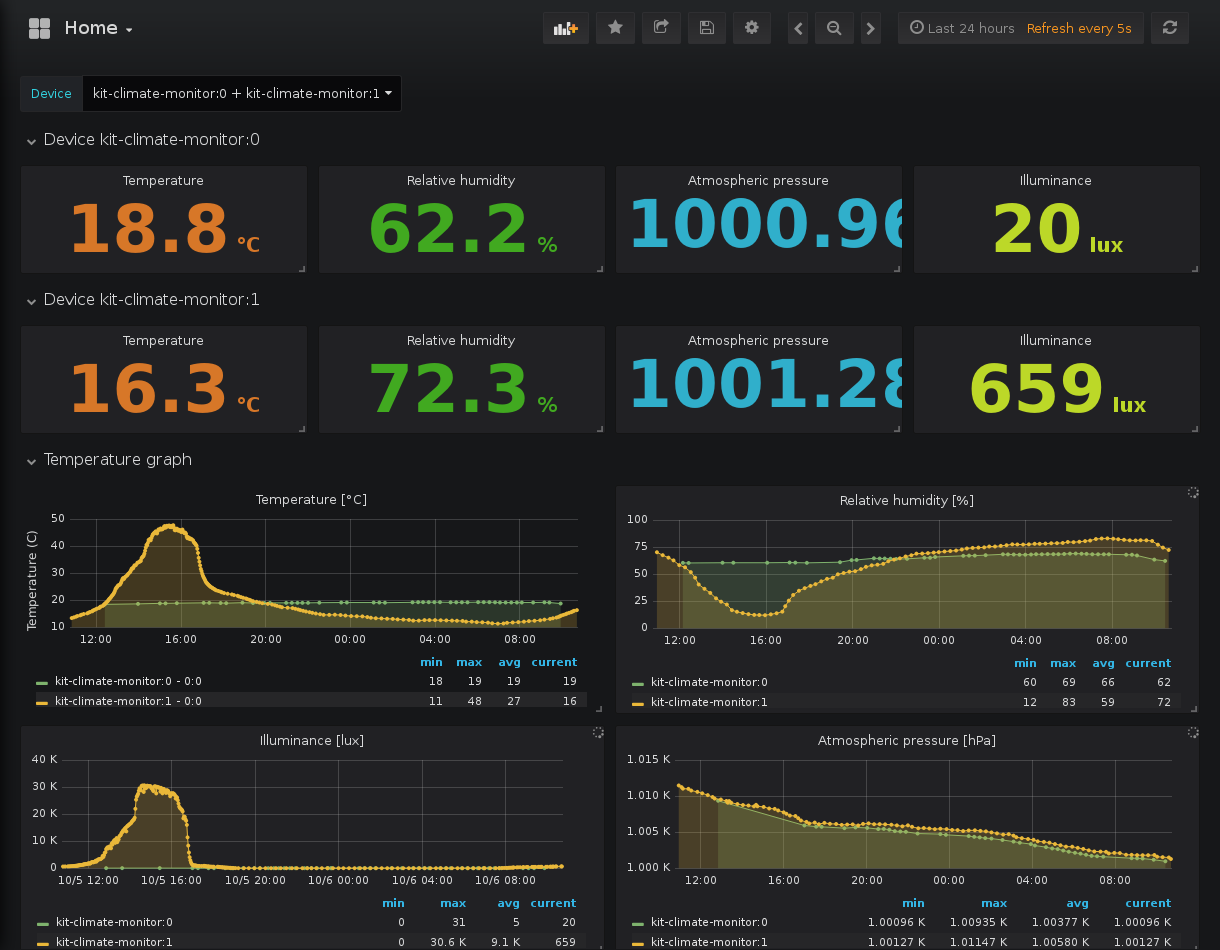 Home
Last 24 hours Refresh every 5s
Device kit-climate-monitor:0 + kit-climate-monitor:1
Device kit-climate-monitor:0
Temperature Relative humidity Atmospheric pressure Illuminance
18.8 °C 62.2 % 1000.96 20 lux
Device kit-climate-monitor:1
Temperature Relative humidity Atmospheric pressure Illuminance
16.3 °C 72.3 % 1001.28 659 lux
Temperature graph
Temperature [°C]
Temperature (C)
50
40
30
20
10
12:00 16:00 20:00 00:00 04:00 08:00
min max avg current
kit-climate-monitor:0 - 0:0 18 19 19 19
kit-climate-monitor:1 - 0:0 11 48 27 16
Relative humidity [%]
100
75
50
25
0
12:00 16:00 20:00 00:00 04:00 08:00
min max avg current
kit-climate-monitor:0 60 69 66 62
kit-climate-monitor:1 12 83 59 72
Illuminance [lux]
40 K
30 K
20 K
10 K
0
10/5 12:00 10/5 16:00 10/5 20:00 10/6 00:00 10/6 04:00 10/6 08:00
min max avg current
kit-climate-monitor:0 0 31 5 20
kit-climate-monitor:1 0 30.6 K 9.1 K 659
Atmospheric pressure [hPa]
1.015 K
1.010 K
1.005 K
1.000 K
12:00 16:00 20:00 00:00 04:00 08:00
min max avg current
kit-climate-monitor:0 1.00096 K 1.00935 K 1.00377 K 1.00096 K
kit-climate-monitor:1 1.00127 K 1.01147 K 1.00580 K 1.00127 K